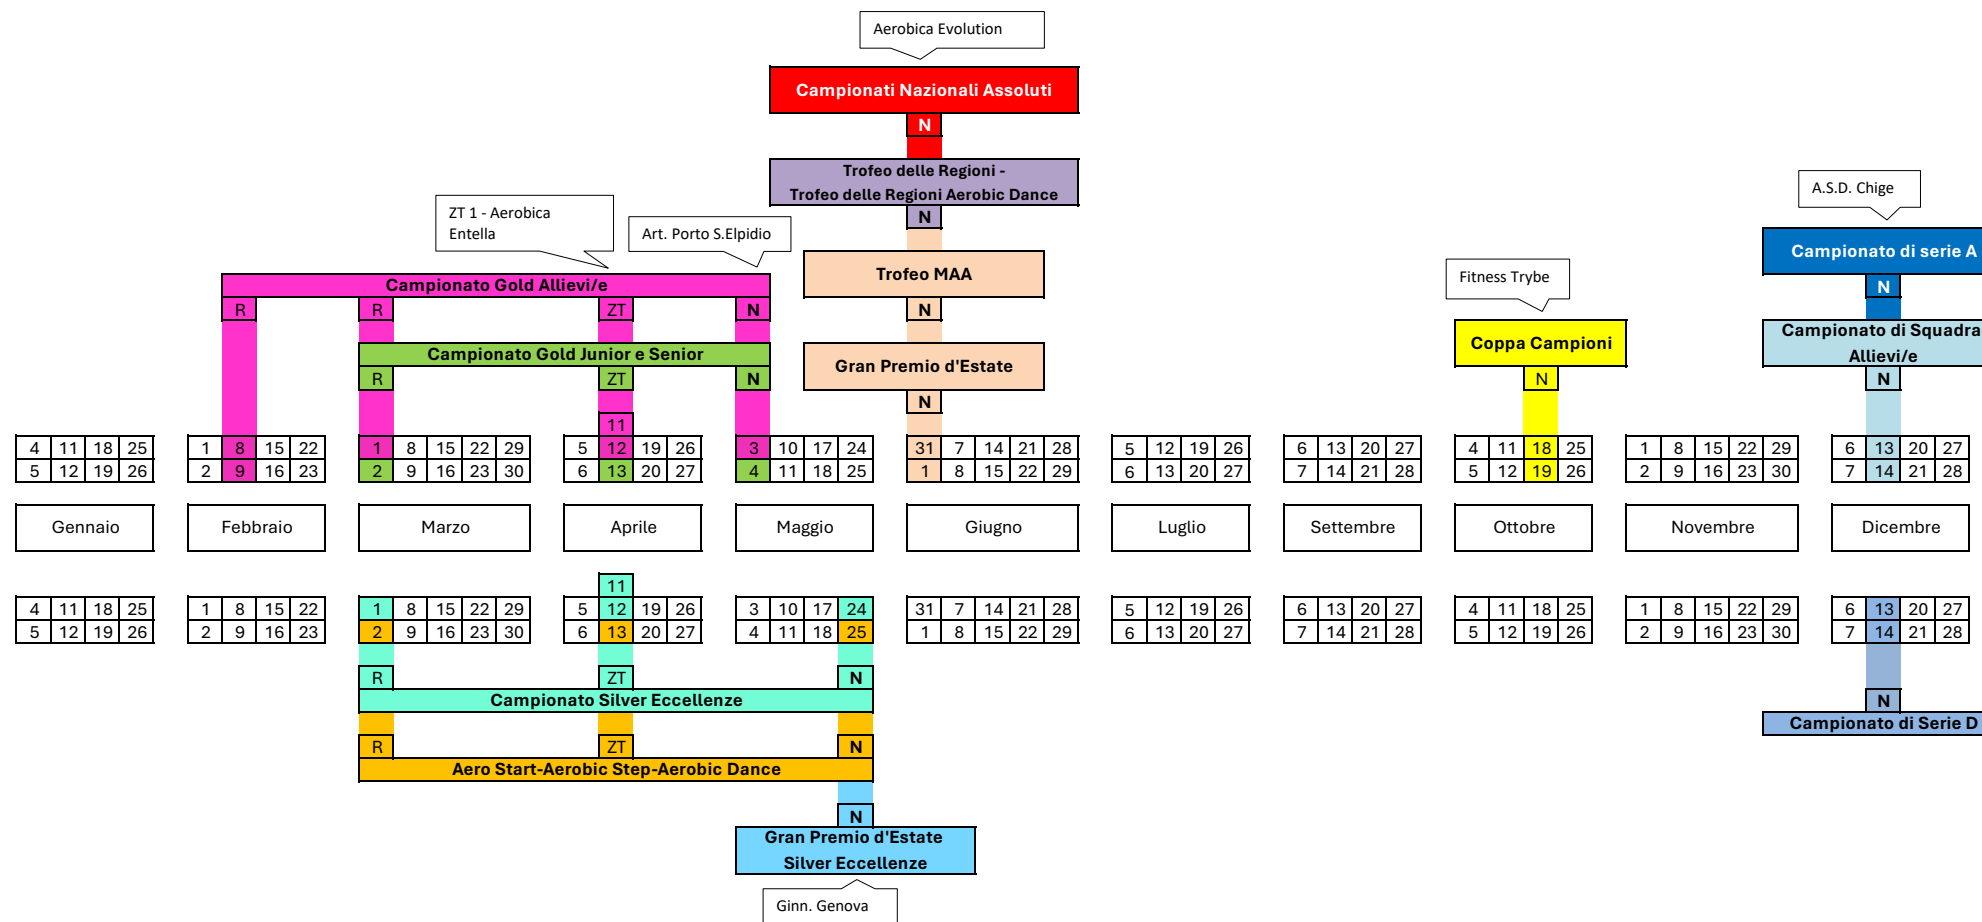 Aerobica Evolution
Campionati Nazionali Assoluti
N
Trofeo delle Regioni -
Trofeo delle Regioni Aerobic Dance
N
ZT 1 - Aerobica
Entella
Art. Porto S.Elpidio
A.S.D. Chige
Campionato di serie A
N
Trofeo MAA
N
Fitness Trybe
Campionato Gold Allievi/e
R R ZT N
Campionato Gold Junior e Senior
R ZT N
Gran Premio d'Estate
N
Coppa Campioni
N
Campionato di Squadra
Allievi/e
N
11
4 11 18 25 1 8 15 22 1 8 15 22 29 5 12 19 26 3 10 17 24 31 7 14 21 28 5 12 19 26 6 13 20 27 4 11 18 25 1 8 15 22 29 6 13 20 27
5 12 19 26 2 9 16 23 2 9 16 23 30 6 13 20 27 4 11 18 25 1 8 15 22 29 6 13 20 27 7 14 21 28 5 12 19 26 2 9 16 23 30 7 14 21 28
Gennaio Febbraio Marzo Aprile Maggio Giugno Luglio Settembre Ottobre Novembre Dicembre
11
4 11 18 25 1 8 15 22 1 8 15 22 29 5 12 19 26 3 10 17 24 31 7 14 21 28 5 12 19 26 6 13 20 27 4 11 18 25 1 8 15 22 29 6 13 20 27
5 12 19 26 2 9 16 23 2 9 16 23 30 6 13 20 27 4 11 18 25 1 8 15 22 29 6 13 20 27 7 14 21 28 5 12 19 26 2 9 16 23 30 7 14 21 28
R ZT N
Campionato Silver Eccellenze
N
Campionato di Serie D
R ZT N
Aero Start-Aerobic Step-Aerobic Dance
N
Gran Premio d'Estate
Silver Eccellenze
Ginn. Genova